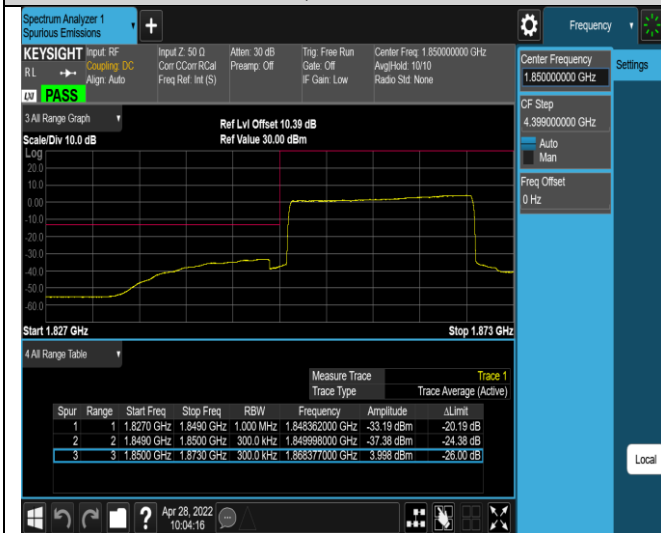 Spectrum Analyzer 1
Spurious Emissions
+
Frequency
KEYSIGHT Input: RF Input Z: 50 Ω Atten: 30 dB Trig: Free Run Center Freq: 1.850000000 GHz
RL Coupling: DC Corr CCorr RCal Preamp: Off Gate: Off Avg|Hold: 10/10
Align: Auto Freq Ref: Int (S) IF Gain: Low Radio Std: None
LXI PASS
3 All Range Graph
Ref Lvl Offset 10.39 dB
Scale/Div 10.0 dB Ref Value 30.00 dBm
Log
20.0
10.0
0.00
-10.0
-20.0
-30.0
-40.0
-50.0
-60.0
Start 1.827 GHz Stop 1.873 GHz
4 All Range Table
Measure Trace Trace 1
Trace Type Trace Average (Active)
Spur Range Start Freq Stop Freq RBW Frequency Amplitude ΔLimit
1 1 1.8270 GHz 1.8490 GHz 1.000 MHz 1.848362000 GHz -33.19 dBm -20.19 dB
2 2 1.8490 GHz 1.8500 GHz 300.0 kHz 1.849998000 GHz -37.38 dBm -24.38 dB
3 3 1.8500 GHz 1.8730 GHz 300.0 kHz 1.868377000 GHz 3.998 dBm -26.00 dB
?
Apr 28, 2022
10:04:16
Center Frequency
1.850000000 GHz
Settings
CF Step
4.399000000 GHz
Auto
Man
Freq Offset
0 Hz
Local